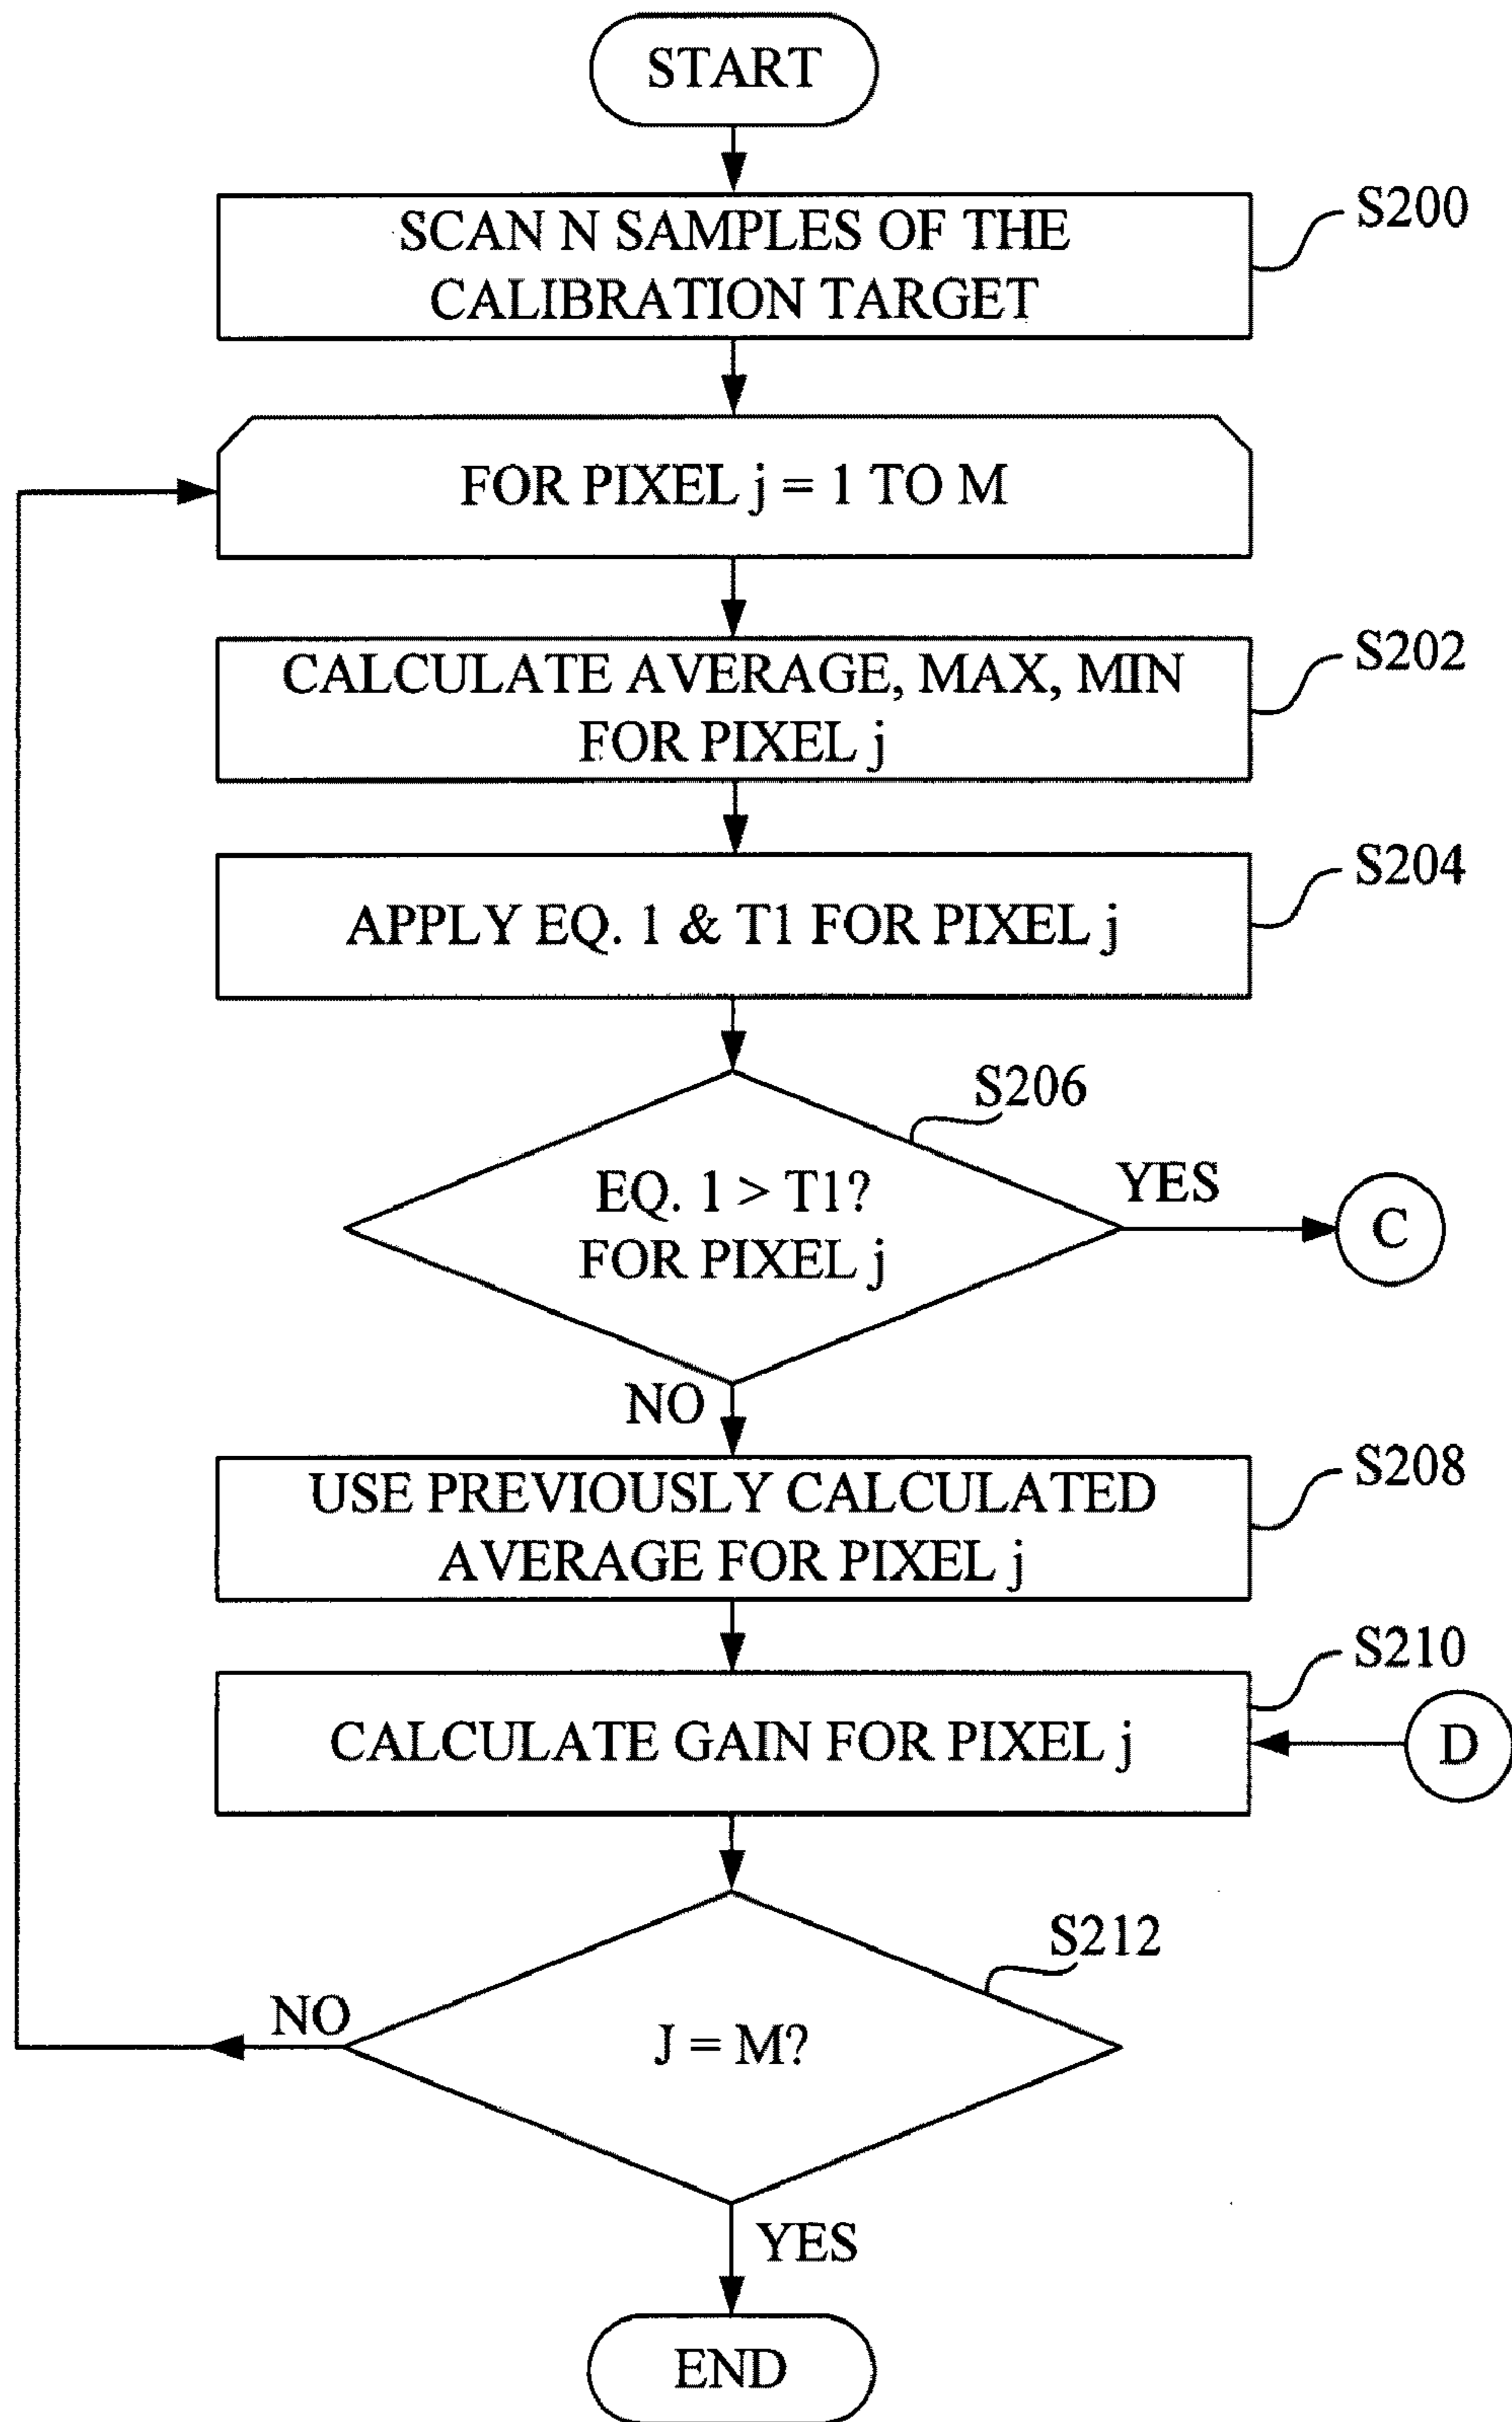 START
SCAN N SAMPLES OF THE
CALIBRATION TARGET
S200
FOR PIXEL j = 1 TO M
CALCULATE AVERAGE, MAX, MIN
FOR PIXEL j
S202
APPLY EQ. 1 & T1 FOR PIXEL j
S204
S206
EQ. 1 > T1?
FOR PIXEL j
YES
C
NO
USE PREVIOUSLY CALCULATED
AVERAGE FOR PIXEL j
S208
CALCULATE GAIN FOR PIXEL j
S210
D
S212
J = M?
NO
YES
END